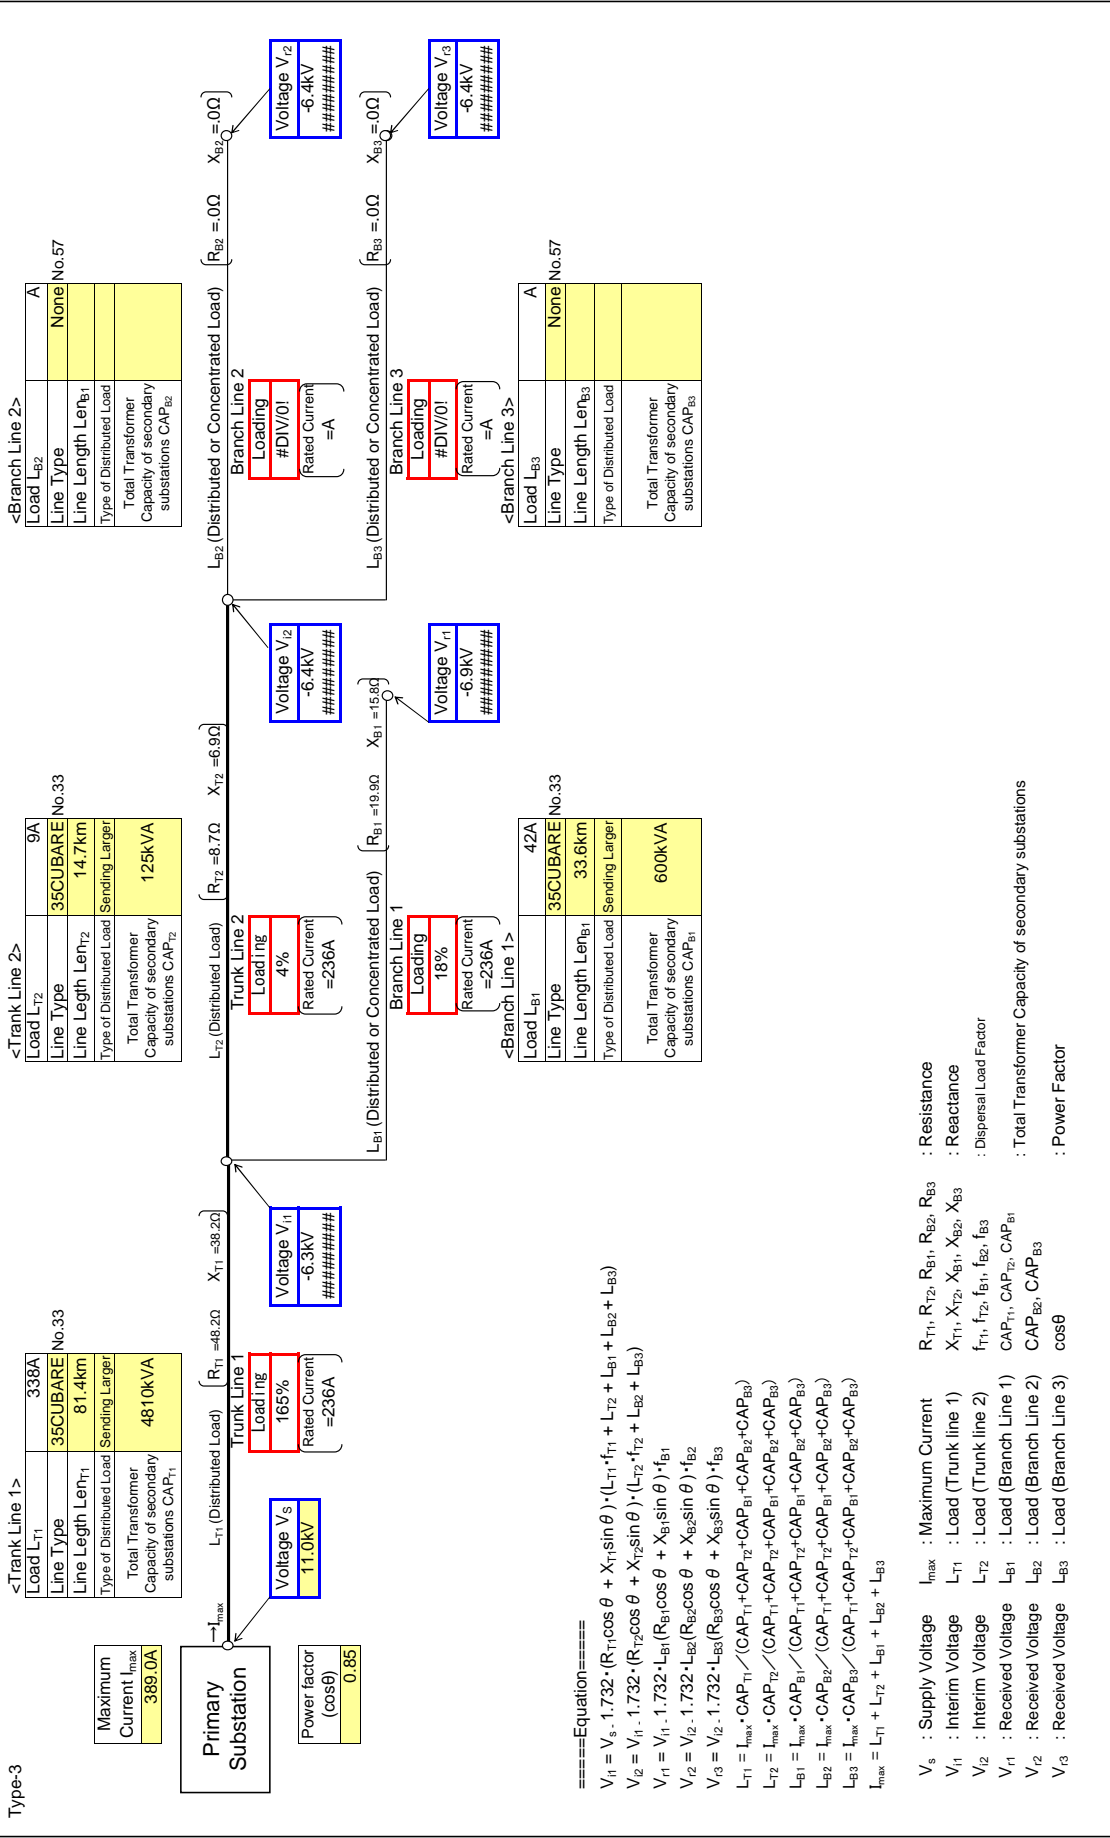 Type-3
Maximum
Current Imax
389.0A
Primary
Substation
→Imax
Power factor
(cosθ)
0.85
Voltage VS
11.0kV
<Trank Line 1>
Load LT1 338A
Line Type 35CUBARE No.33
Line Length LenT1 81.4km
Type of Distributed Load Sending Larger
Total Transformer
Capacity of secondary
substations CAPT1
4810kVA
LT1 (Distributed Load)
RT1 =48.2Ω XT1 =38.2Ω
Trunk Line 1
Loading
165%
Rated Current
=236A
Voltage Vi1
-6.3kV
#########
<Trank Line 2>
Load LT2 9A
Line Type 35CUBARE No.33
Line Legth LenT2 14.7km
Type of Distributed Load Sending Larger
Total Transformer
Capacity of secondary
substations CAPT2
125kVA
LT2 (Distributed Load)
RT2 =8.7Ω XT2 =6.9Ω
Trunk Line 2
Loading
4%
Rated Current
=236A
Voltage Vi2
-6.4kV
#########
LB1 (Distributed or Concentrated Load)
RB1 =19.9Ω XB1 =15.8Ω
Branch Line 1
Loading
18%
Rated Current
=236A
Voltage Vr1
-6.9kV
#########
<Branch Line 1>
Load LB1 42A
Line Type 35CUBARE No.33
Line Length LenB1 33.6km
Type of Distributed Load Sending Larger
Total Transformer
Capacity of secondary
substations CAPB1
600kVA
<Branch Line 2>
Load LB2 A
Line Type None No.57
Line Length LenB1
Type of Distributed Load
Total Transformer
Capacity of secondary
substations CAPB2
LB2 (Distributed or Concentrated Load)
RB2 =.0Ω XB2 =.0Ω
Branch Line 2
Loading
#DIV/0!
Rated Current
=A
Voltage Vr2
-6.4kV
#########
LB3 (Distributed or Concentrated Load)
RB3 =.0Ω XB3 =.0Ω
Branch Line 3
Loading
#DIV/0!
Rated Current
=A
Voltage Vr3
-6.4kV
#########
<Branch Line 3>
Load LB3 A
Line Type None No.57
Line Length LenB3
Type of Distributed Load
Total Transformer
Capacity of secondary
substations CAPB3
=====Equation=====
Vi1 = VS - 1.732•(RT1cosθ + XT1sinθ)•(LT1•fT1 + LT2 + LB1 + LB2 + LB3)
Vi2 = Vi1 - 1.732•(RT2cosθ + XT2sinθ)•(LT2•fT2 + LB2 + LB3)
Vr1 = Vi1 - 1.732•LB1(RB1cosθ + XB1sinθ)•fB1
Vr2 = Vi2 - 1.732•LB2(RB2cosθ + XB2sinθ)•fB2
Vr3 = Vi2 - 1.732•LB3(RB3cosθ + XB3sinθ)•fB3
LT1 = Imax•CAPT1／(CAPT1+CAPT2+CAPB1+CAPB2+CAPB3)
LT2 = Imax•CAPT2／(CAPT1+CAPT2+CAPB1+CAPB2+CAPB3)
LB1 = Imax•CAPB1／(CAPT1+CAPT2+CAPB1+CAPB2+CAPB3)
LB2 = Imax•CAPB2／(CAPT1+CAPT2+CAPB1+CAPB2+CAPB3)
LB3 = Imax•CAPB3／(CAPT1+CAPT2+CAPB1+CAPB2+CAPB3)
Imax = LT1 + LT2 + LB1 + LB2 + LB3
Vs : Supply Voltage Imax : Maximum Current RT1, RT2, RB1, RB2, RB3 : Resistance
Vi1 : Interim Voltage LT1 : Load (Trunk line 1) XT1, XT2, XB1, XB2, XB3 : Reactance
Vi2 : Interim Voltage LT2 : Load (Trunk line 2) fT1, fT2, fB1, fB2, fB3 : Dispersal Load Factor
Vr1 : Received Voltage LB1 : Load (Branch Line 1) CAPT1, CAPT2, CAPB1 : Total Transformer Capacity of secondary substations
Vr2 : Received Voltage LB2 : Load (Branch Line 2) CAPB2, CAPB3
Vr3 : Received Voltage LB3 : Load (Branch Line 3) cosθ : Power Factor